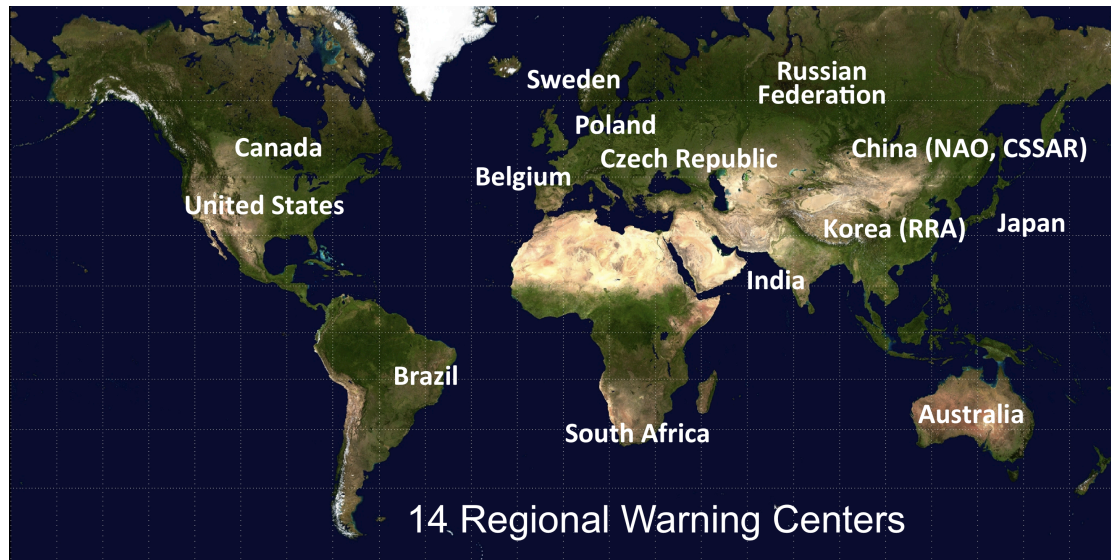 Sweden
Russian
Federation
Poland
Canada
Czech Republic
China (NAO, CSSAR)
Belgium
United States
Korea (RRA)
Japan
India
Brazil
Australia
South Africa
14 Regional Warning Centers